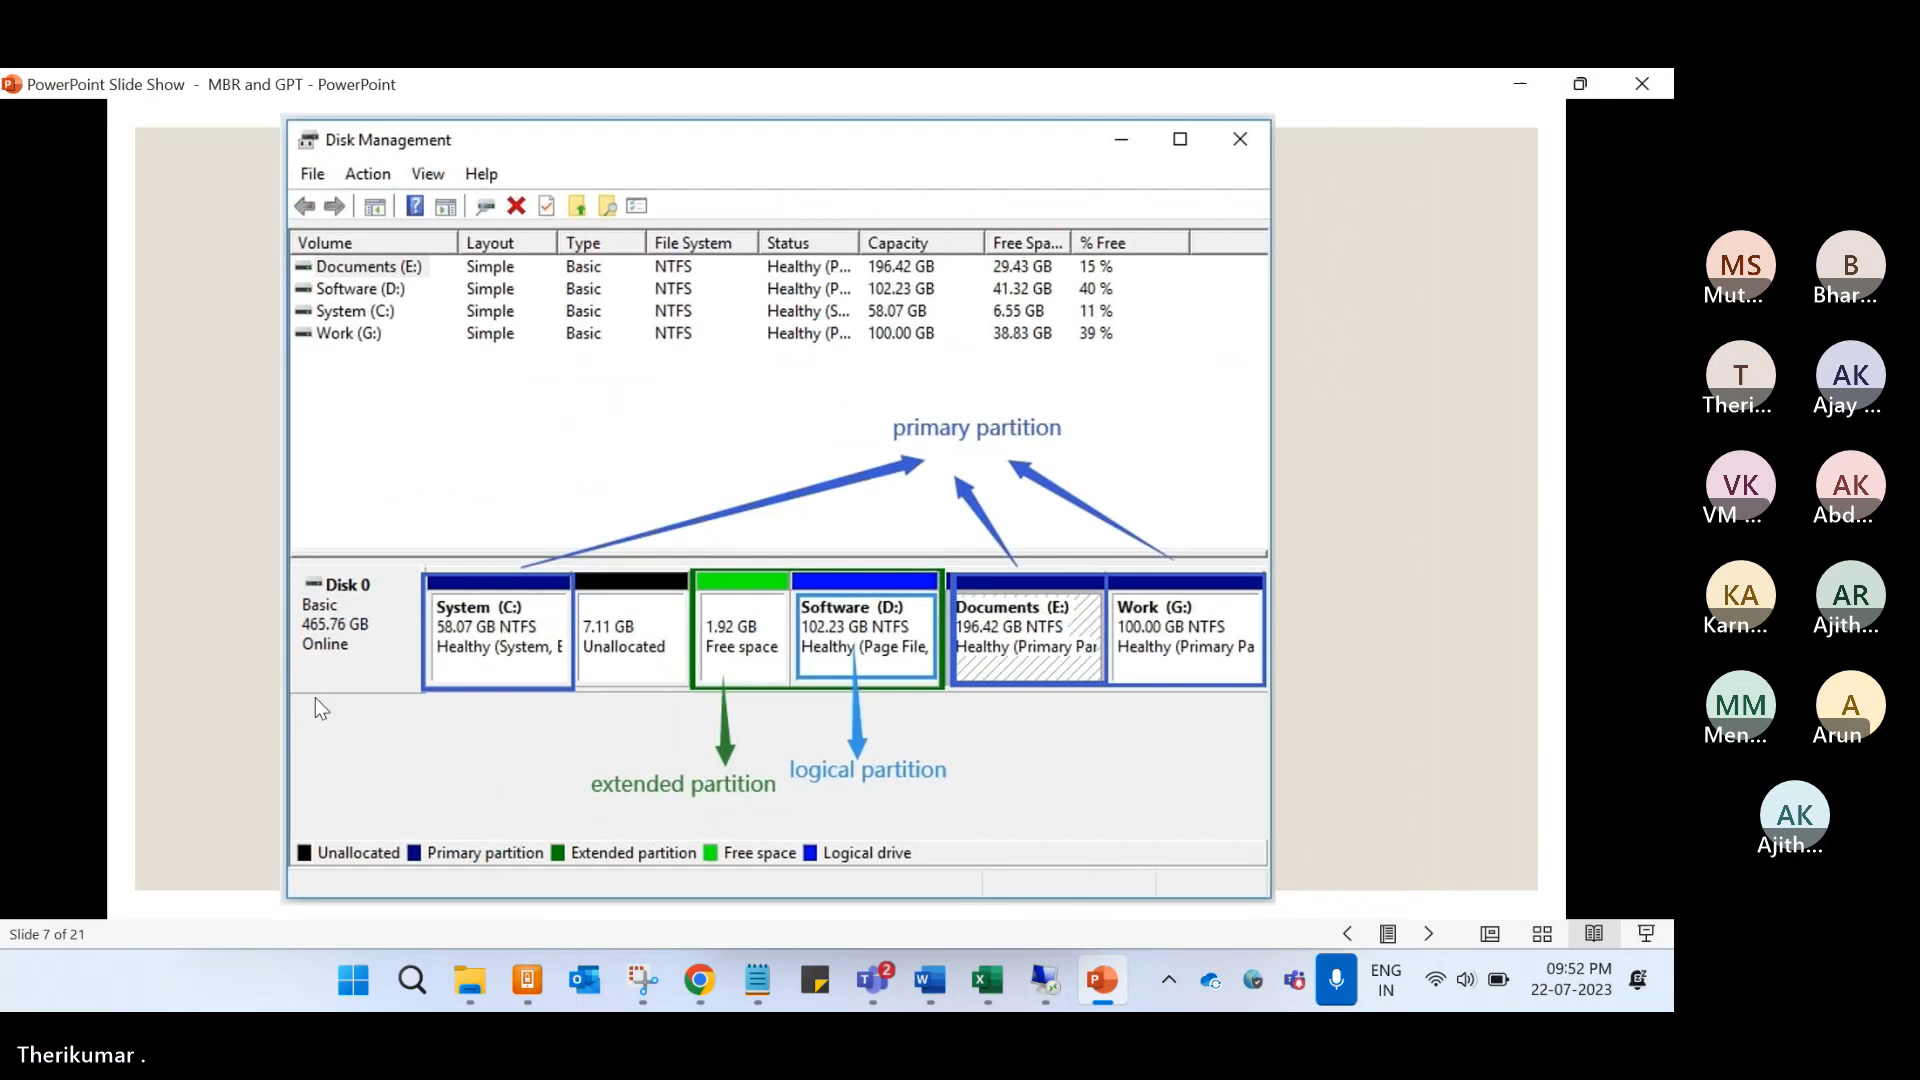 PowerPoint Slide Show - MBR and GPT - PowerPoint
Disk Management
File Action View Help
Volume Layout Type File System Status Capacity Free Spa... % Free
Documents (E:) Simple Basic NTFS Healthy (P... 196.42 GB 29.43 GB 15 %
Software (D:) Simple Basic NTFS Healthy (P... 102.23 GB 41.32 GB 40 %
System (C:) Simple Basic NTFS Healthy (S... 58.07 GB 6.55 GB 11 %
Work (G:) Simple Basic NTFS Healthy (P... 100.00 GB 38.83 GB 39 %
primary partition
Disk 0
Basic
465.76 GB
Online
System (C:)
58.07 GB NTFS
Healthy (System, E
7.11 GB
Unallocated
1.92 GB
Free space
Software (D:)
102.23 GB NTFS
Healthy (Page File,
Documents (E:)
196.42 GB NTFS
Healthy (Primary Par
Work (G:)
100.00 GB NTFS
Healthy (Primary Pa
extended partition
logical partition
Unallocated Primary partition Extended partition Free space Logical drive
Slide 7 of 21
2
ENG
IN
09:52 PM
22-07-2023
MS
Mut...
B
Bhar...
T
Theri...
AK
Ajay ...
VK
VM ...
AK
Abd...
KA
Karn...
AR
Ajith...
MM
Men...
A
Arun
AK
Ajith...
Therikumar .